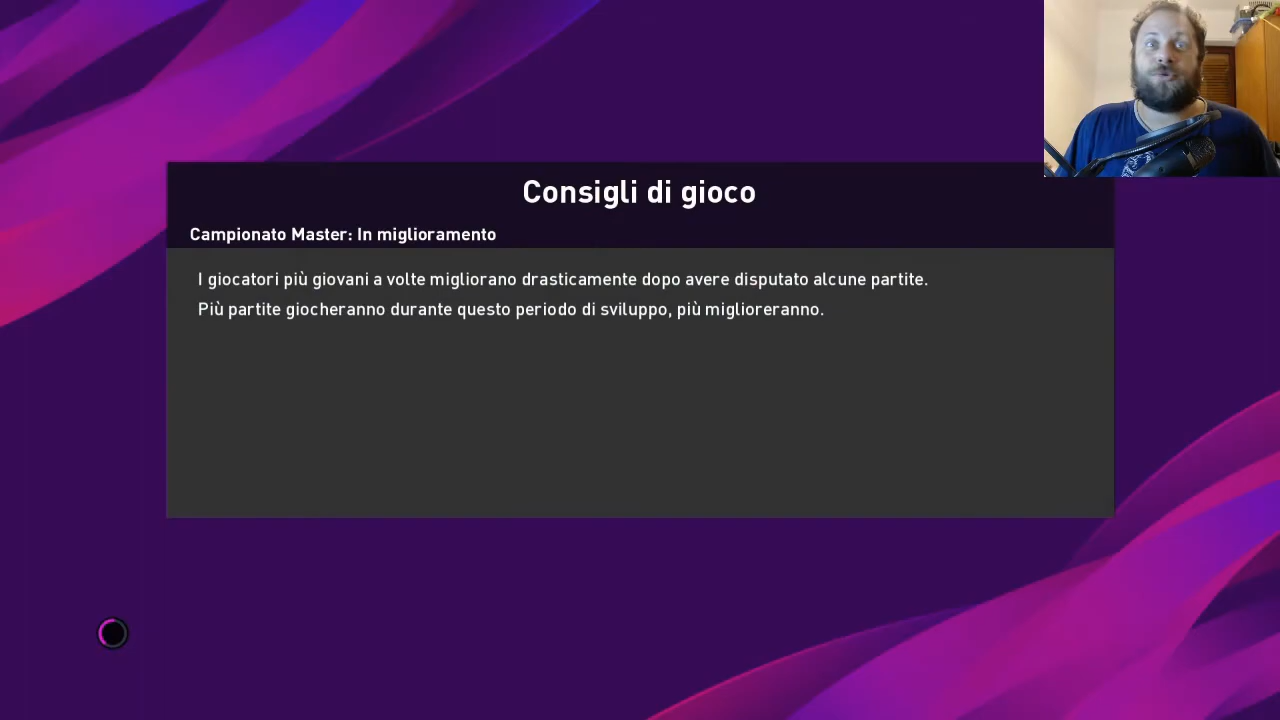 Consigli di gioco
Campionato Master: In miglioramento
I giocatori più giovani a volte migliorano drasticamente dopo avere disputato alcune partite.
Più partite giocheranno durante questo periodo di sviluppo, più miglioreranno.